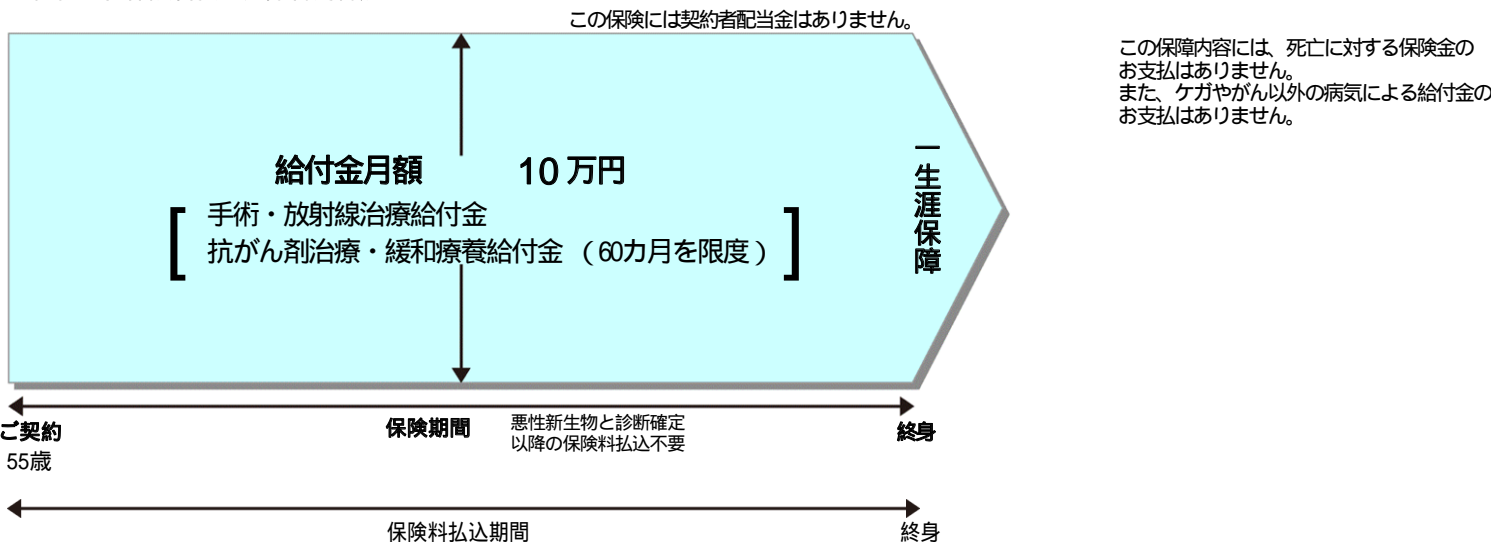 この保険には契約者配当金はありません。
この保障内容には、死亡に対する保険金の
お支払はありません。
また、ケガやがん以外の病気による給付金の
お支払はありません。
給付金月額 10万円
手術・放射線治療給付金
抗がん剤治療・緩和療養給付金 (60カ月を限度)
一生涯保障
ご契約
55歳
保険期間
悪性新生物と診断確定
以降の保険料払込不要
終身
保険料払込期間
終身